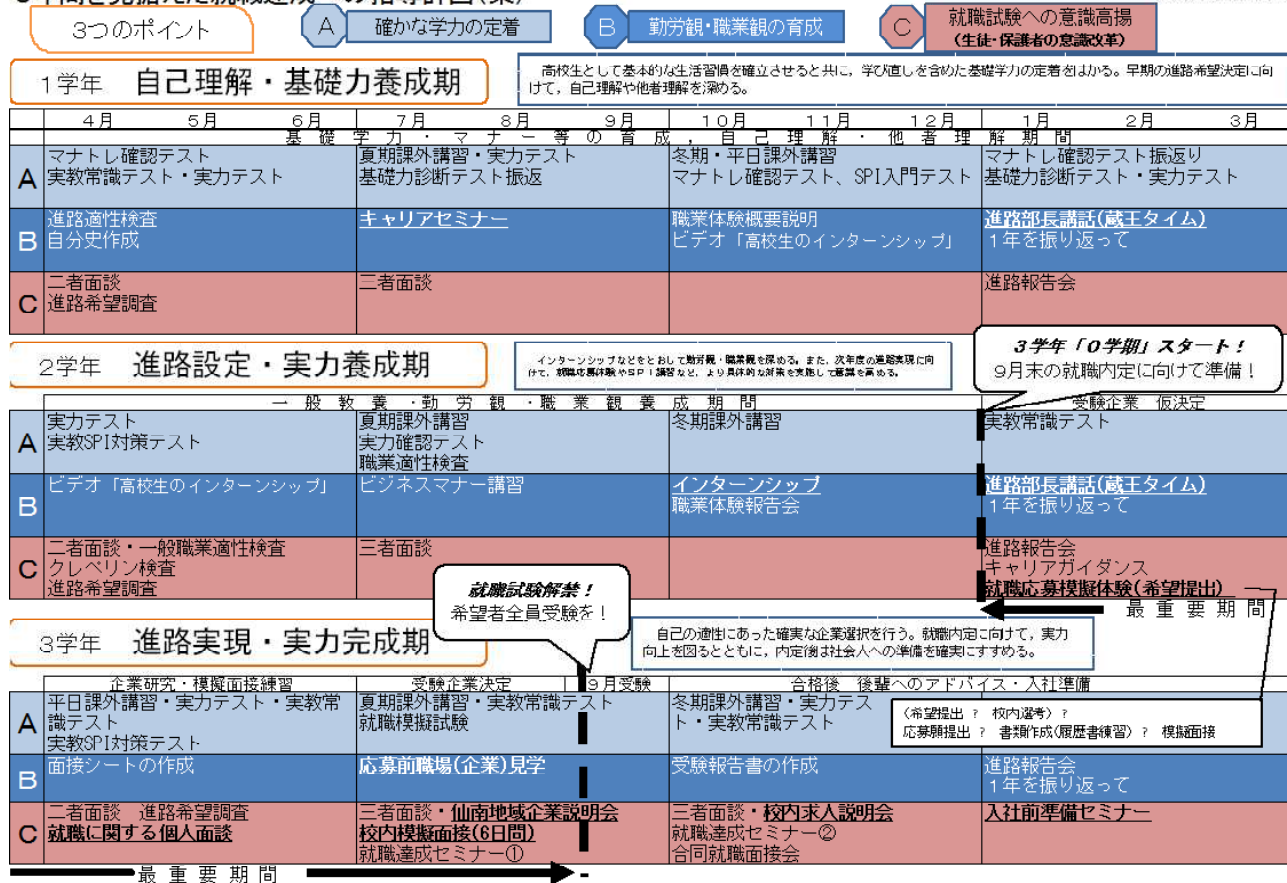 3つのポイント
A 確かな学力の定着
B 勤労観・職業観の育成
C 就職試験への意識高揚
(生徒・保護者の意識改革)
1学年 自己理解・基礎力養成期
高校生として基本的な生活習慣を確立させると共に，学び直しを含めた基礎学力の定着をはかる。早期の進路希望決定に向
けて，自己理解や他者理解を深める。
4月 5月 6月 7月 8月 9月 10月 11月 12月 1月 2月 3月
基礎学力・マナー等の育成，自己理解・他者理解期間
A
マナトレ確認テスト
実教常識テスト・実力テスト
夏期課外講習・実力テスト
基礎力診断テスト振返
冬期・平日課外講習
マナトレ確認テスト、SPI入門テスト
マナトレ確認テスト振返り
基礎力診断テスト・実力テスト
B
進路適性検査
自分史作成
キャリアセミナー
職業体験概要説明
ビデオ「高校生のインターンシップ」
進路部長講話(蔵王タイム)
1年を振り返って
C
二者面談
進路希望調査
三者面談
進路報告会
2学年 進路設定・実力養成期
インターンシップなどをとおして勤労観・職業観を深める。また、次年度の進路実現に向
けて、就職応募体験やSPI講習など、より具体的な対策を実施して意識を高める。
3学年「0学期」スタート！
9月末の就職内定に向けて準備！
一般教養・勤労観・職業観養成期間
受験企業 仮決定
A
実力テスト
実教SPI対策テスト
夏期課外講習
実力確認テスト
職業適性検査
冬期課外講習
実教常識テスト
B
ビデオ「高校生のインターンシップ」
ビジネスマナー講習
インターンシップ
職業体験報告会
進路部長講話(蔵王タイム)
1年を振り返って
C
二者面談・一般職業適性検査
クレペリン検査
進路希望調査
三者面談
進路報告会
キャリアガイダンス
就職応募模擬体験(希望提出)
最重要期間
就職試験解禁！
希望者全員受験を！
3学年 進路実現・実力完成期
自己の適性にあった確実な企業選択を行う。就職内定に向けて，実力
向上を図るとともに，内定後は社会人への準備を確実にすすめる。
企業研究・模擬面接練習
受験企業決定
9月受験
合格後 後輩へのアドバイス・入社準備
A
平日課外講習・実力テスト・実教常
識テスト
実教SPI対策テスト
夏期課外講習・実教常識テスト
就職模擬試験
冬期課外講習・実力テス
ト・実教常識テスト
(希望提出 ? 校内選考) ?
応募願提出 ? 書類作成(履歴書練習) ? 模擬面接
B
面接シートの作成
応募前職場(企業)見学
受験報告書の作成
進路報告会
1年を振り返って
C
二者面談 進路希望調査
就職に関する個人面談
三者面談・仙南地域企業説明会
校内模擬面接(6日間)
就職達成セミナー①
三者面談・校内求人説明会
就職達成セミナー②
合同就職面接会
入社前準備セミナー
最重要期間